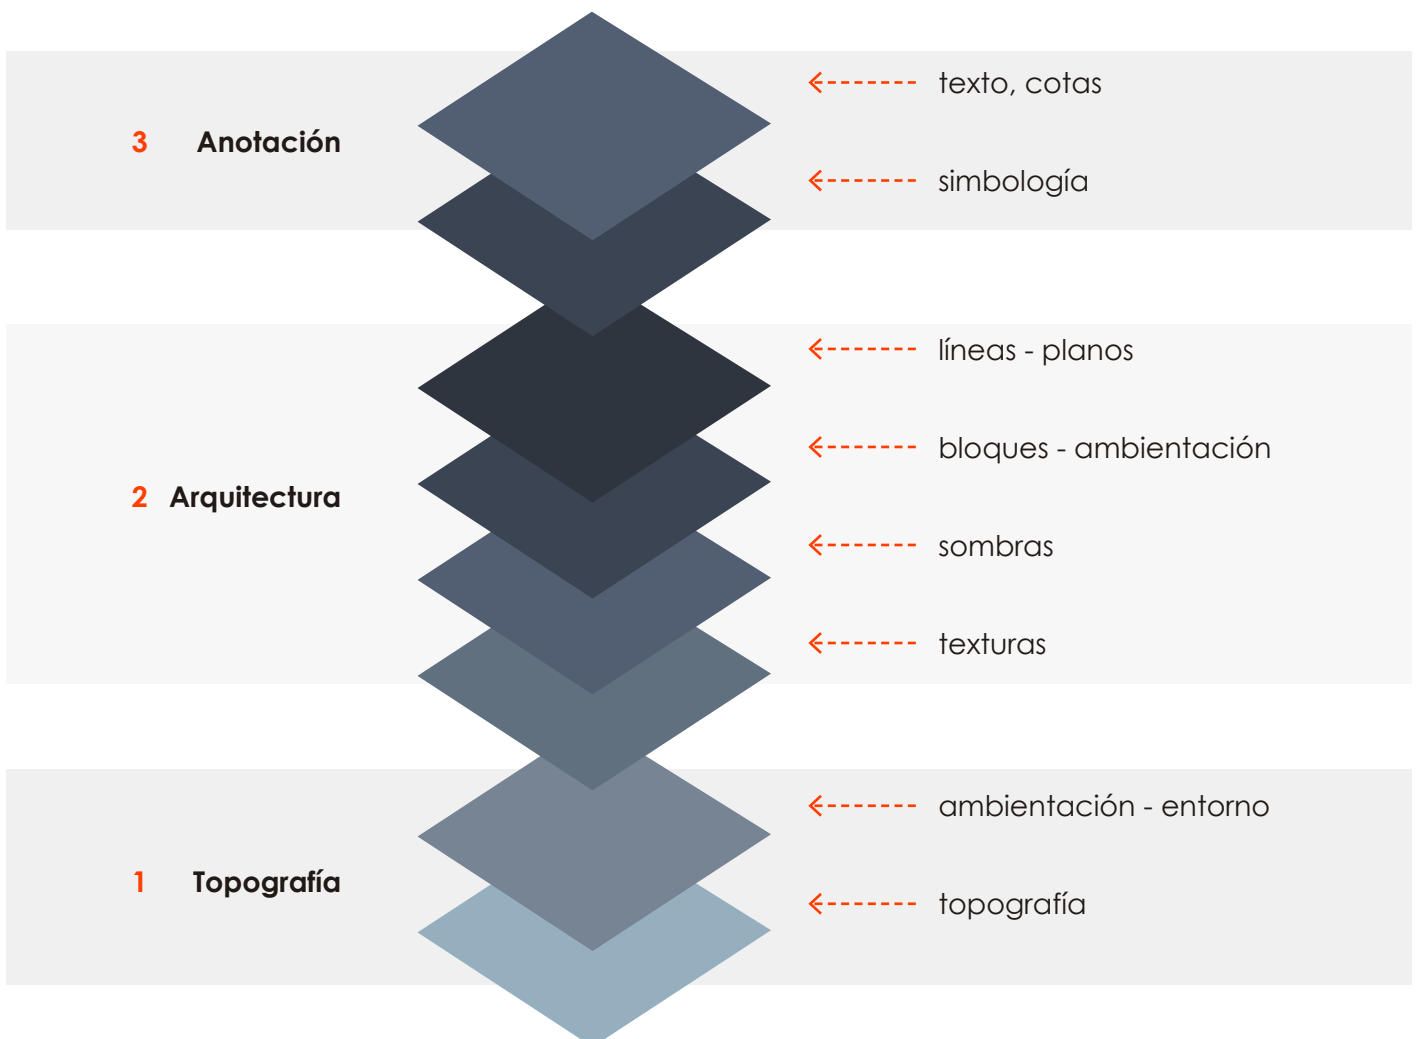 texto, cotas
3 Anotación
simbología
líneas - planos
bloques - ambientación
2 Arquitectura
sombras
texturas
ambientación - entorno
1 Topografía
topografía